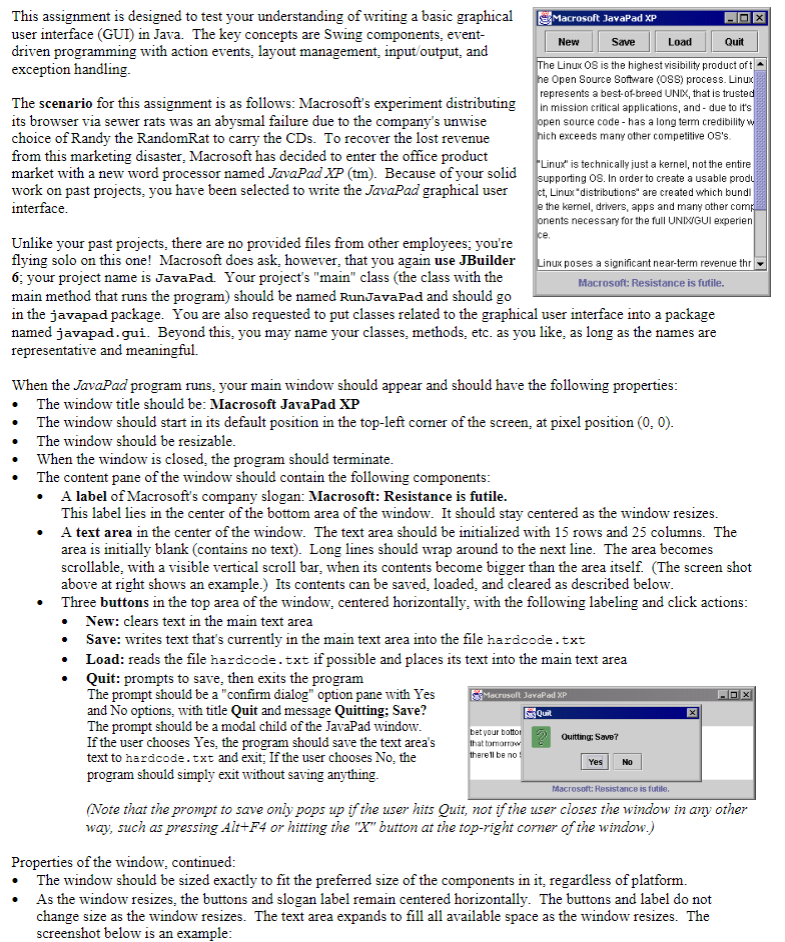 This assignment is designed to test your understanding of writing a basic graphical
user interface (GUI) in Java.  The key concepts are Swing components, event-
driven programming with action events, layout management, input/output, and
exception handling.
The scenario for this assignment is as follows: Macrosoft's experiment distributing
its browser via sewer rats was an abysmal failure due to the company's unwise
choice of Randy the RandomRat to carry the CDs.  To recover the lost revenue
from this marketing disaster, Macrosoft has decided to enter the office product
market with a new word processor named JavaPad XP (tm).  Because of your solid
work on past projects, you have been selected to write the JavaPad graphical user
interface.
Unlike your past projects, there are no provided files from other employees; you're
flying solo on this one!  Macrosoft does ask, however, that you again use JBuilder
6; your project name is JavaPad.  Your project's "main" class (the class with the
main method that runs the program) should be named RunJavaPad and should go
in the javapad package.  You are also requested to put classes related to the graphical user interface into a package
named javapad.gui.  Beyond this, you may name your classes, methods, etc. as you like, as long as the names are
representative and meaningful.
Macrosoft JavaPad XP
New Save Load Quit
The Linux OS is the highest visibility product of t
he Open Source Software (OSS) process. Linux
represents a best-of-breed UNIX, that is trusted
in mission critical applications, and - due to it's
open source code - has a long term credibility w
hich exceeds many other competitive OS's.
"Linux" is technically just a kernel, not the entire
supporting OS. In order to create a usable produ
ct, Linux "distributions" are created which bundl
e the kernel, drivers, apps and many other comp
onents necessary for the full UNIX/GUI experien
ce.
Linux poses a significant near-term revenue thr
Macrosoft: Resistance is futile.
When the JavaPad program runs, your main window should appear and should have the following properties:
• The window title should be: Macrosoft JavaPad XP
• The window should start in its default position in the top-left corner of the screen, at pixel position (0, 0).
• The window should be resizable.
• When the window is closed, the program should terminate.
• The content pane of the window should contain the following components:
• A label of Macrosoft's company slogan: Macrosoft: Resistance is futile.
This label lies in the center of the bottom area of the window.  It should stay centered as the window resizes.
• A text area in the center of the window.  The text area should be initialized with 15 rows and 25 columns.  The
area is initially blank (contains no text).  Long lines should wrap around to the next line.  The area becomes
scrollable, with a visible vertical scroll bar, when its contents become bigger than the area itself.  (The screen shot
above at right shows an example.)  Its contents can be saved, loaded, and cleared as described below.
• Three buttons in the top area of the window, centered horizontally, with the following labeling and click actions:
• New: clears text in the main text area
• Save: writes text that's currently in the main text area into the file hardcode.txt
• Load: reads the file hardcode.txt if possible and places its text into the main text area
• Quit: prompts to save, then exits the program
The prompt should be a "confirm dialog" option pane with Yes
and No options, with title Quit and message Quitting; Save?
The prompt should be a modal child of the JavaPad window.
If the user chooses Yes, the program should save the text area's
text to hardcode.txt and exit; If the user chooses No, the
program should simply exit without saving anything.
Macrosoft JavaPad XP
Quit
bet your bottor
that tomorrow
there'll be no
Quitting; Save?
Yes No
Macrosoft: Resistance is futile.
(Note that the prompt to save only pops up if the user hits Quit, not if the user closes the window in any other
way, such as pressing Alt+F4 or hitting the "X" button at the top-right corner of the window.)
Properties of the window, continued:
• The window should be sized exactly to fit the preferred size of the components in it, regardless of platform.
• As the window resizes, the buttons and slogan label remain centered horizontally.  The buttons and label do not
change size as the window resizes.  The text area expands to fill all available space as the window resizes.  The
screenshot below is an example: